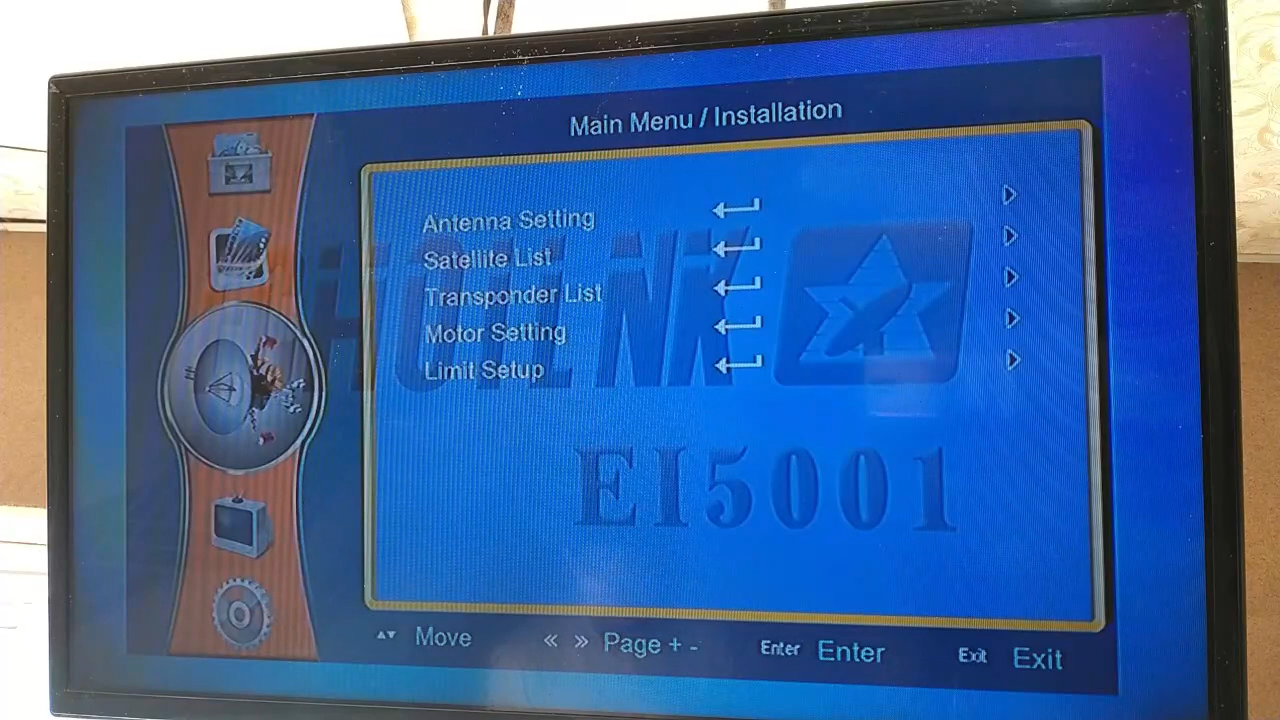 Main Menu / Installation
Antenna Setting
Satellite List
Transponder List
Motor Setting
Limit Setup
EI5001
Move
Page + -
Enter Enter
Exit Exit